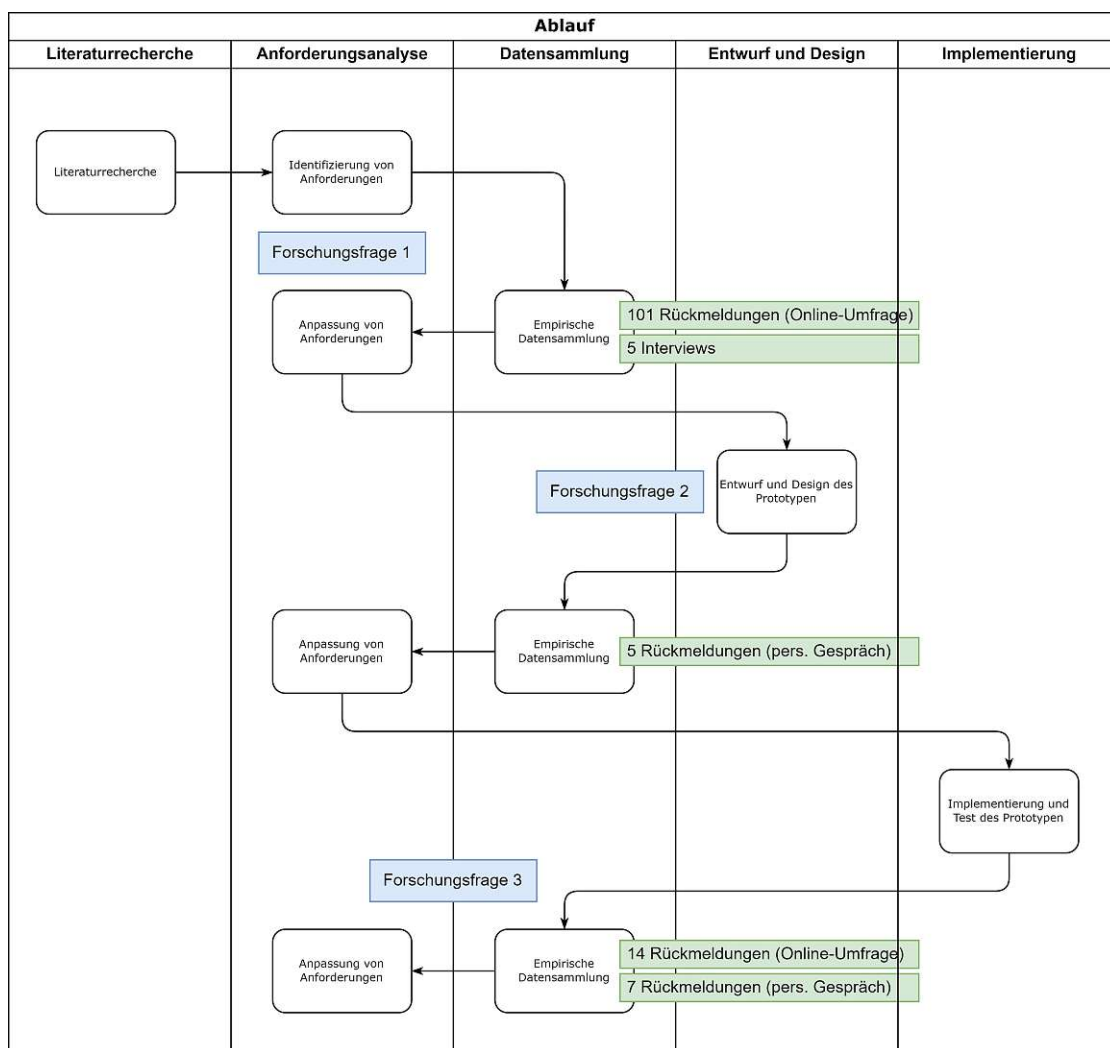 Ablauf
Literaturrecherche
Anforderungsanalyse
Datensammlung
Entwurf und Design
Implementierung
Literaturrecherche
Identifizierung von
Anforderungen
Forschungsfrage 1
Anpassung von
Anforderungen
Empirische
Datensammlung
101 Rückmeldungen (Online-Umfrage)
5 Interviews
Forschungsfrage 2
Entwurf und Design des
Prototypen
Anpassung von
Anforderungen
Empirische
Datensammlung
5 Rückmeldungen (pers. Gespräch)
Implementierung und
Test des Prototypen
Forschungsfrage 3
Anpassung von
Anforderungen
Empirische
Datensammlung
14 Rückmeldungen (Online-Umfrage)
7 Rückmeldungen (pers. Gespräch)